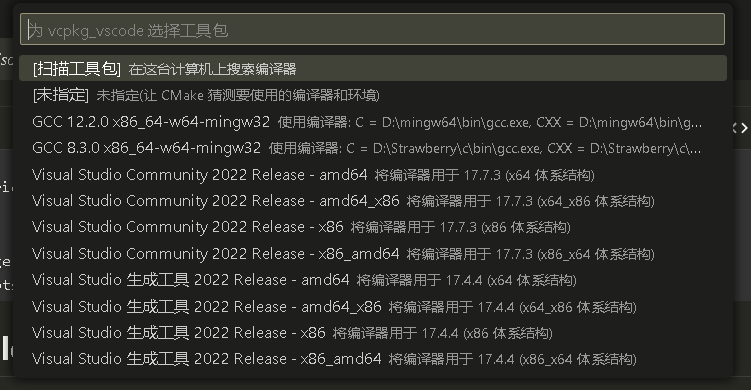 为 vcpkg_vscode 选择工具包
[扫描工具包] 在这台计算机上搜索编译器
[未指定] 未指定(让 CMake 猜测要使用的编译器和环境)
GCC 12.2.0 x86_64-w64-mingw32 使用编译器: C = D:\mingw64\bin\gcc.exe, CXX = D:\mingw64\bin\g...
GCC 8.3.0 x86_64-w64-mingw32 使用编译器: C = D:\Strawberry\c\bin\gcc.exe, CXX = D:\Strawberry\c\...
Visual Studio Community 2022 Release - amd64 将编译器用于 17.7.3 (x64 体系结构)
Visual Studio Community 2022 Release - amd64_x86 将编译器用于 17.7.3 (x64_x86 体系结构)
Visual Studio Community 2022 Release - x86 将编译器用于 17.7.3 (x86 体系结构)
Visual Studio Community 2022 Release - x86_amd64 将编译器用于 17.7.3 (x86_x64 体系结构)
Visual Studio 生成工具 2022 Release - amd64 将编译器用于 17.4.4 (x64 体系结构)
Visual Studio 生成工具 2022 Release - amd64_x86 将编译器用于 17.4.4 (x64_x86 体系结构)
Visual Studio 生成工具 2022 Release - x86 将编译器用于 17.4.4 (x86 体系结构)
Visual Studio 生成工具 2022 Release - x86_amd64 将编译器用于 17.4.4 (x86_x64 体系结构)